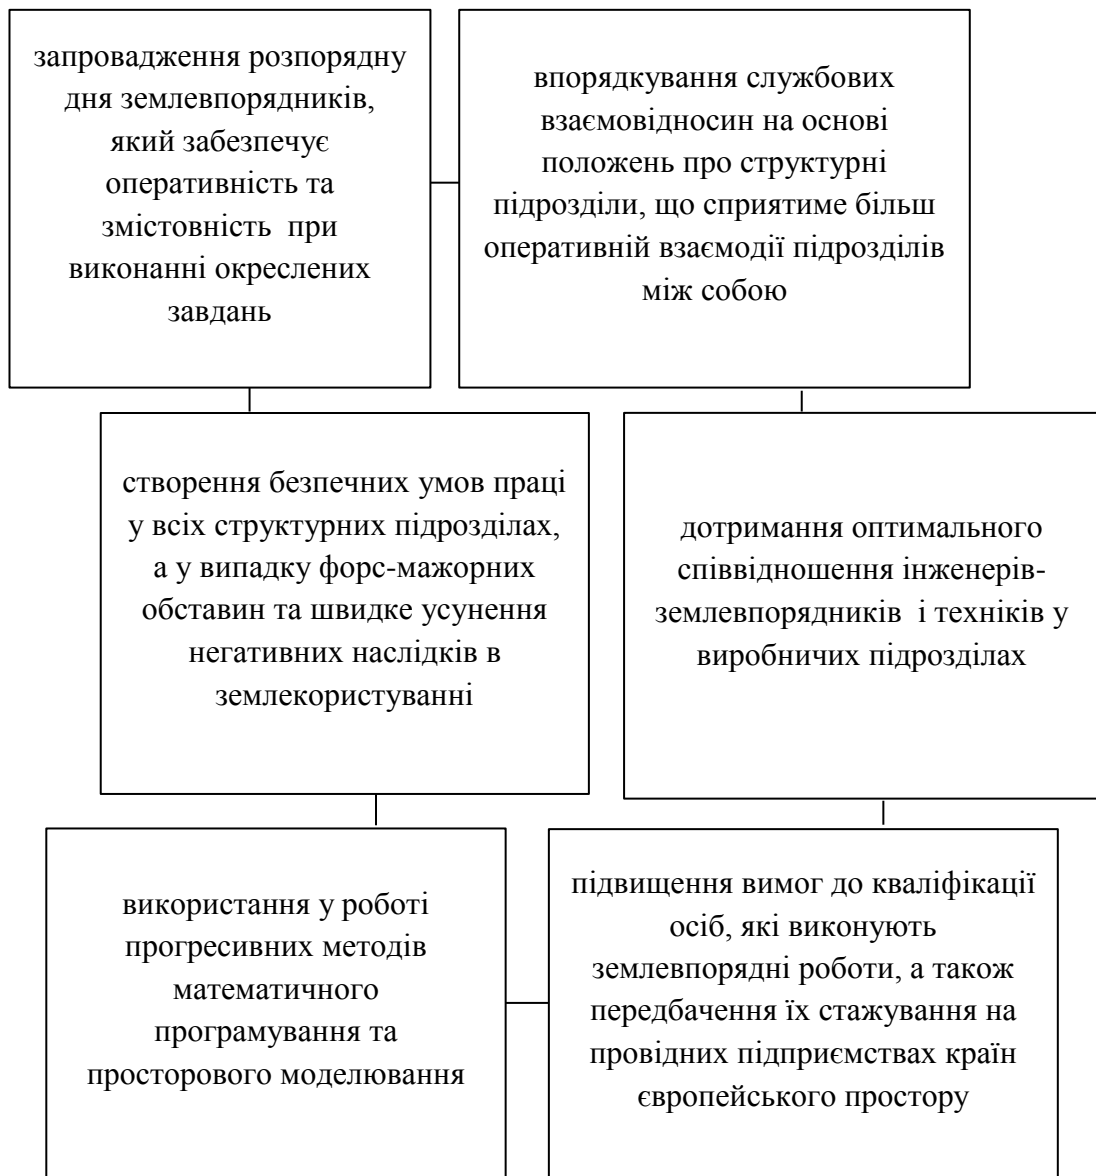 запровадження розпорядну
дня землевпорядників,
який забезпечує
оперативність та
змістовність при
виконанні окреслених
завдань
впорядкування службових
взаємовідносин на основі
положень про структурні
підрозділи, що сприятиме більш
оперативній взаємодії підрозділів
між собою
створення безпечних умов праці
у всіх структурних підрозділах,
а у випадку форс-мажорних
обставин та швидке усунення
негативних наслідків в
землекористуванні
дотримання оптимального
співвідношення інженерів-
землевпорядників і техніків у
виробничих підрозділах
використання у роботі
прогресивних методів
математичного
програмування та
просторового моделювання
підвищення вимог до кваліфікації
осіб, які виконують
землевпорядні роботи, а також
передбачення їх стажування на
провідних підприємствах країн
європейського простору